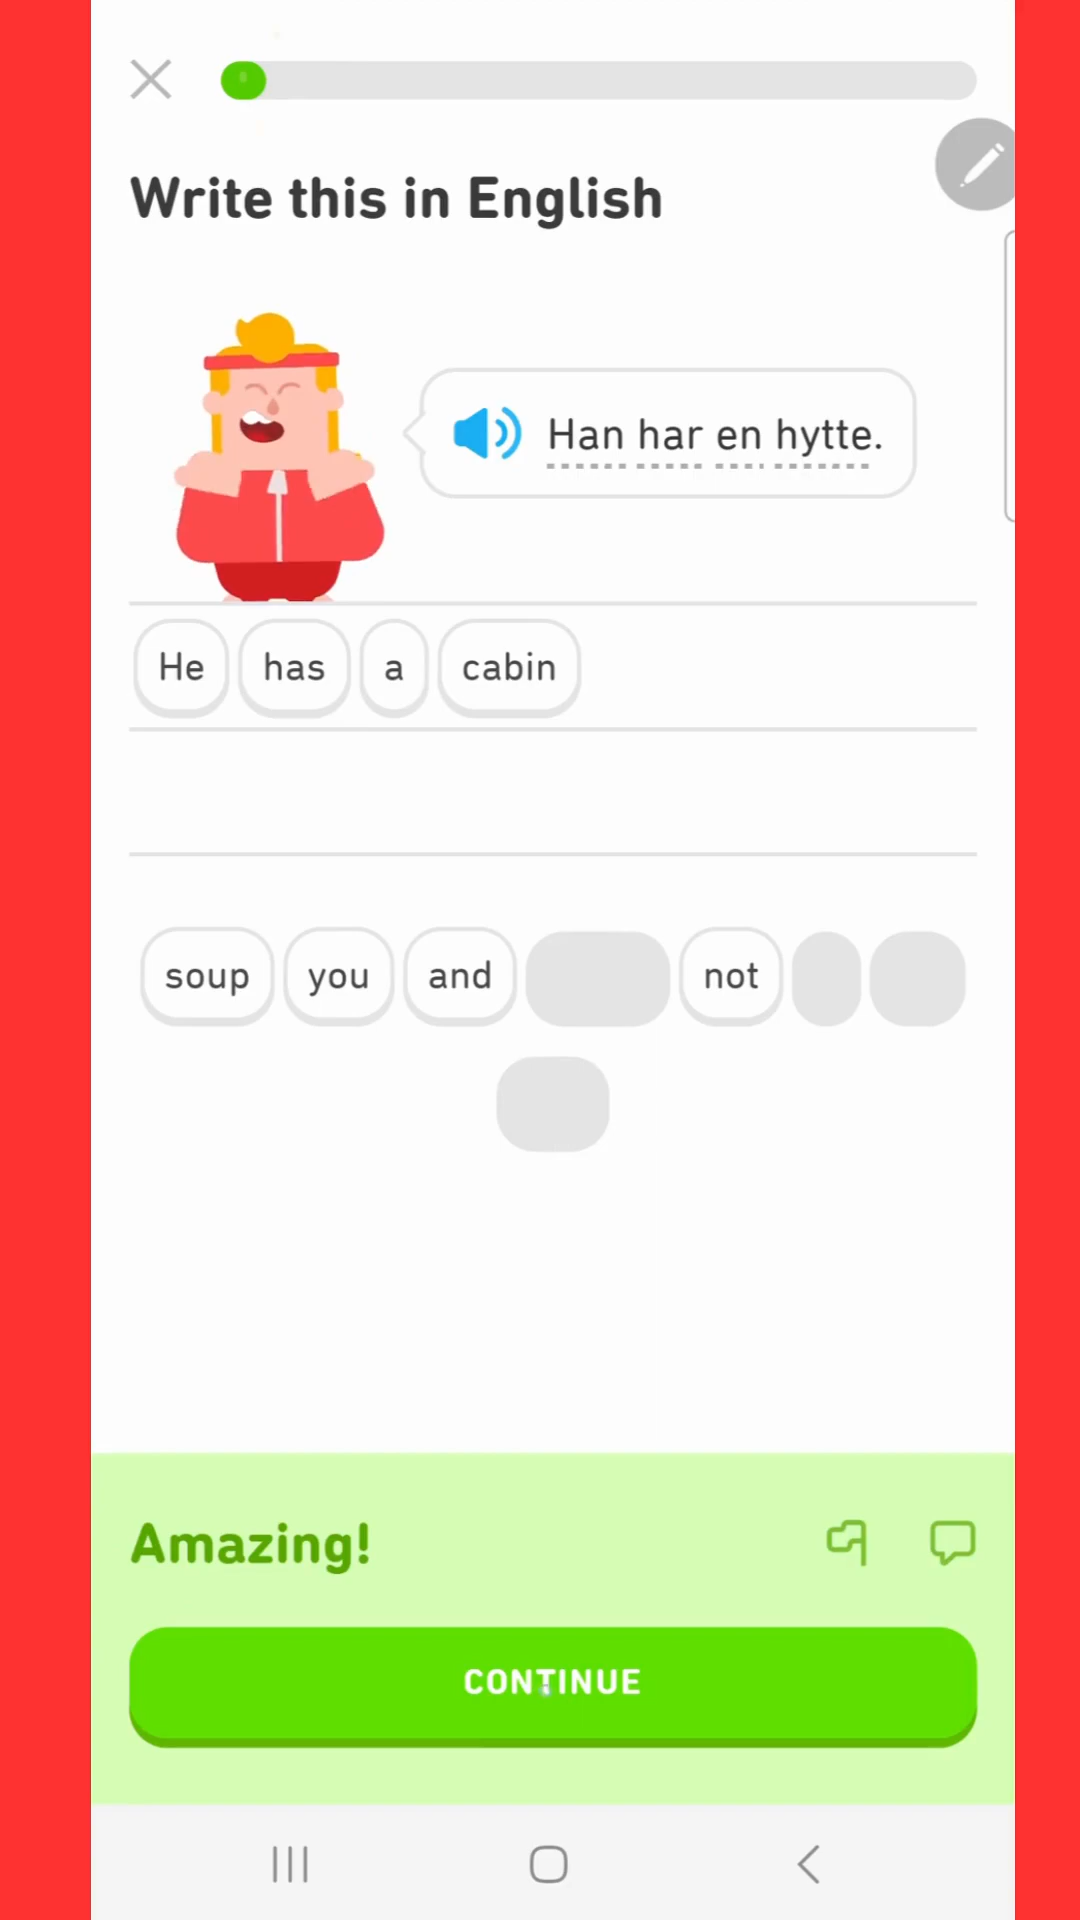 Write this in English
Han har en hytte.
He has a cabin
soup you and not
Amazing!
CONTINUE